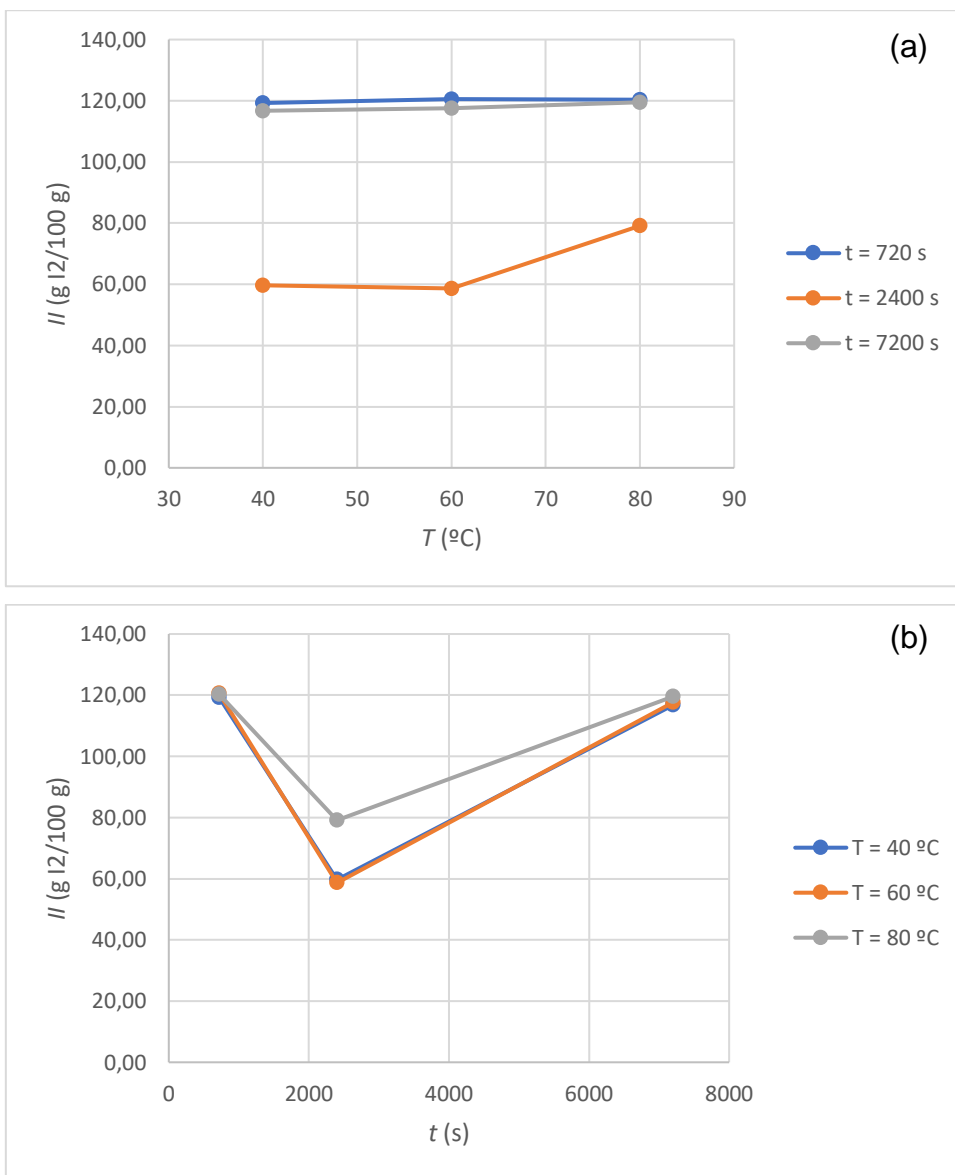 (a)
140,00
120,00
100,00
80,00
60,00
40,00
20,00
0,00
30 40 50 60 70 80 90
II (g I2/100 g)
T (ºC)
t = 720 s
t = 2400 s
t = 7200 s
(b)
140,00
120,00
100,00
80,00
60,00
40,00
20,00
0,00
0 2000 4000 6000 8000
II (g I2/100 g)
t (s)
T = 40 ºC
T = 60 ºC
T = 80 ºC